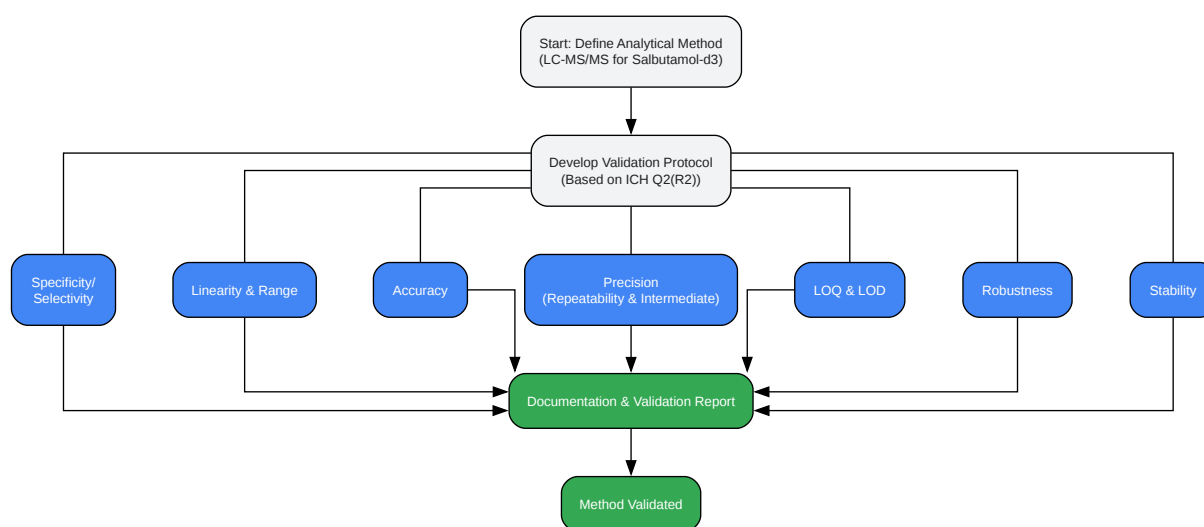 Start: Define Analytical Method
(LC-MS/MS for Salbutamol-d3)
Develop Validation Protocol
(Based on ICH Q2(R2))
Specificity/
Selectivity
Linearity & Range
Accuracy
Precision
(Repeatability & Intermediate)
LOQ & LOD
Robustness
Stability
Documentation & Validation Report
Method Validated